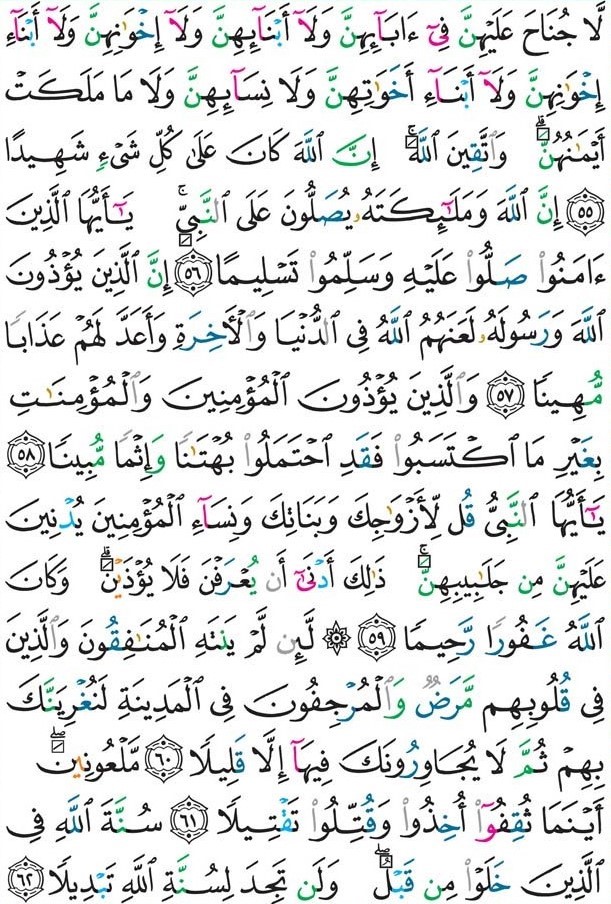 لَّا جُنَاحَ عَلَيۡهِنَّ فِيٓ ءَابَآئِهِنَّ وَلَآ أَبۡنَآئِهِنَّ وَلَآ إِخۡوَٰنِهِنَّ وَلَآ أَبۡنَآءِ
إِخۡوَٰنِهِنَّ وَلَآ أَبۡنَآءِ أَخَوَٰتِهِنَّ وَلَا نِسَآئِهِنَّ وَلَا مَا مَلَكَتۡ
أَيۡمَٰنُهُنَّۗ وَٱتَّقِينَ ٱللَّهَۚ إِنَّ ٱللَّهَ كَانَ عَلَىٰ كُلِّ شَيۡءٖ شَهِيدًا
٥٥ إِنَّ ٱللَّهَ وَمَلَٰٓئِكَتَهُۥ يُصَلُّونَ عَلَى ٱلنَّبِيِّۚ يَٰٓأَيُّهَا ٱلَّذِينَ
ءَامَنُواْ صَلُّواْ عَلَيۡهِ وَسَلِّمُواْ تَسۡلِيمًا ٥٦ إِنَّ ٱلَّذِينَ يُؤۡذُونَ
ٱللَّهَ وَرَسُولَهُۥ لَعَنَهُمُ ٱللَّهُ فِي ٱلدُّنۡيَا وَٱلۡأٓخِرَةِ وَأَعَدَّ لَهُمۡ عَذَابٗا
مُّهِينٗا ٥٧ وَٱلَّذِينَ يُؤۡذُونَ ٱلۡمُؤۡمِنِينَ وَٱلۡمُؤۡمِنَٰتِ
بِغَيۡرِ مَا ٱكۡتَسَبُواْ فَقَدِ ٱحۡتَمَلُواْ بُهۡتَٰنٗا وَإِثۡمٗا مُّبِينٗا ٥٨
يَٰٓأَيُّهَا ٱلنَّبِيُّ قُل لِّأَزۡوَٰجِكَ وَبَنَاتِكَ وَنِسَآءِ ٱلۡمُؤۡمِنِينَ يُدۡنِينَ
عَلَيۡهِنَّ مِن جَلَٰبِيبِهِنَّۚ ذَٰلِكَ أَدۡنَىٰٓ أَن يُعۡرَفۡنَ فَلَا يُؤۡذَيۡنَۗ وَكَانَ
ٱللَّهُ غَفُورٗا رَّحِيمٗا ٥٩ ۞ لَّئِن لَّمۡ يَنتَهِ ٱلۡمُنَٰفِقُونَ وَٱلَّذِينَ
فِي قُلُوبِهِم مَّرَضٞ وَٱلۡمُرۡجِفُونَ فِي ٱلۡمَدِينَةِ لَنُغۡرِيَنَّكَ
بِهِمۡ ثُمَّ لَا يُجَاوِرُونَكَ فِيهَآ إِلَّا قَلِيلٗا ٦٠ مَّلۡعُونِينَۖ
أَيۡنَمَا ثُقِفُوٓاْ أُخِذُواْ وَقُتِّلُواْ تَقۡتِيلٗا ٦١ سُنَّةَ ٱللَّهِ فِي
ٱلَّذِينَ خَلَوۡاْ مِن قَبۡلُۖ وَلَن تَجِدَ لِسُنَّةِ ٱللَّهِ تَبۡدِيلٗا ٦٢